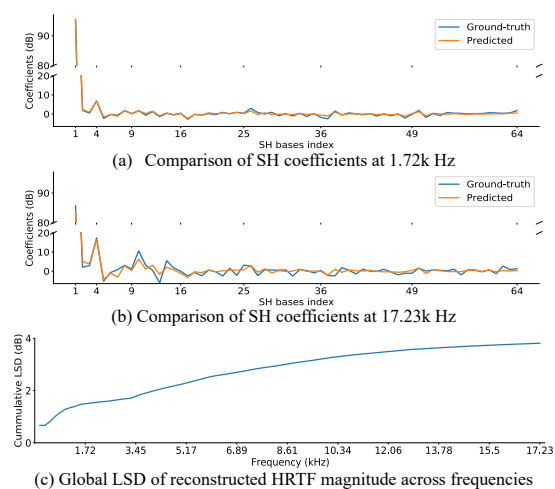 Coefficients (dB)
90
80
20
10
0
Ground-truth
Predicted
1 4 9 16 25 36 49 64
SH bases index
(a) Comparison of SH coefficients at 1.72k Hz
Coefficients (dB)
90
80
20
10
0
Ground-truth
Predicted
1 4 9 16 25 36 49 64
SH bases index
(b) Comparison of SH coefficients at 17.23k Hz
Cummulative LSD (dB)
4
2
0
1.72 3.45 5.17 6.89 8.61 10.34 12.06 13.78 15.5 17.23
Frequency (kHz)
(c) Global LSD of reconstructed HRTF magnitude across frequencies